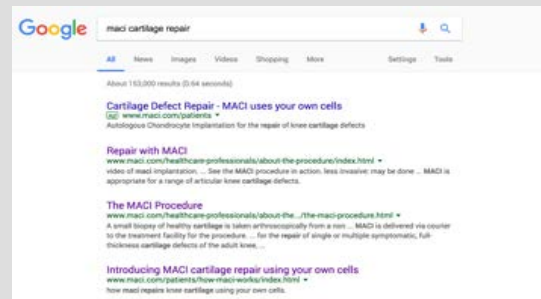 Google
maci cartilage repair
All News Images Videos Shopping More Settings Tools
About 153,000 results (0.64 seconds)
Cartilage Defect Repair - MACI uses your own cells
Ad www.maci.com/patients
Autologous Chondrocyte Implantation for the repair of knee cartilage defects
Repair with MACI
www.maci.com/healthcare-professionals/about-the-procedure/index.html
video of maci implantation, ... See the MACI procedure in action. less invasive: may be done ... MACI is
appropriate for a range of articular knee cartilage defects.
The MACI Procedure
www.maci.com/healthcare-professionals/about-the.../the-maci-procedure.html
A small biopsy of healthy cartilage is taken arthroscopically from a non ... MACI is delivered via courier
to the treatment facility for the procedure. ... for the repair of single or multiple symptomatic, full-
thickness cartilage defects of the adult knee, ...
Introducing MACI cartilage repair using your own cells
www.maci.com/patients/how-maci-works/index.html
how maci repairs knee cartilage using your own cells.